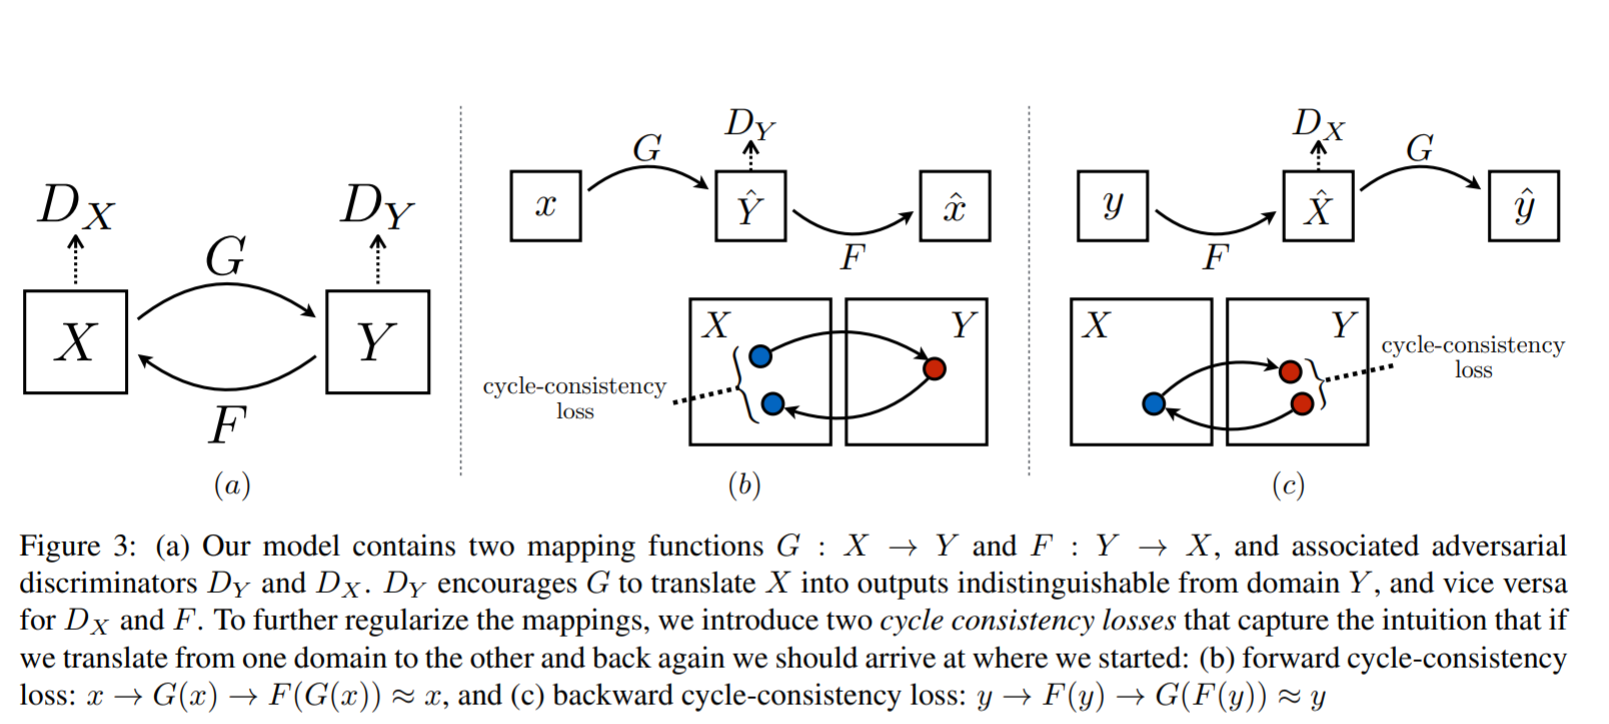 D_X
D_Y
G
X
Y
F
(a)
D_Y
G
x
Ŷ
x̂
F
X
Y
cycle-consistency
loss
(b)
D_X
G
y
X̂
ŷ
F
X
Y
cycle-consistency
loss
(c)
Figure 3: (a) Our model contains two mapping functions G : X → Y and F : Y → X, and associated adversarial
discriminators D_Y and D_X. D_Y encourages G to translate X into outputs indistinguishable from domain Y, and vice versa
for D_X and F. To further regularize the mappings, we introduce two cycle consistency losses that capture the intuition that if
we translate from one domain to the other and back again we should arrive at where we started: (b) forward cycle-consistency
loss: x → G(x) → F(G(x)) ≈ x, and (c) backward cycle-consistency loss: y → F(y) → G(F(y)) ≈ y